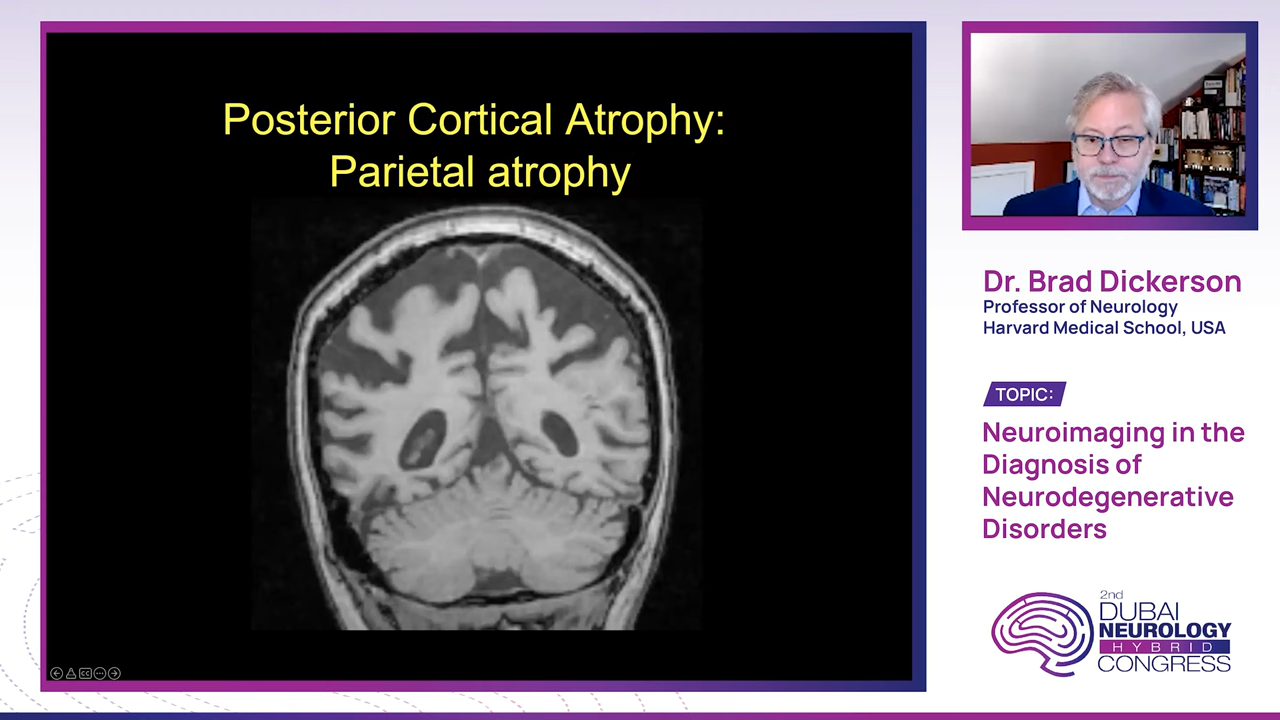 Posterior Cortical Atrophy:
Parietal atrophy
Dr. Brad Dickerson
Professor of Neurology
Harvard Medical School, USA
TOPIC:
Neuroimaging in the
Diagnosis of
Neurodegenerative
Disorders
2nd
DUBAI
NEUROLOGY
HYBRID
CONGRESS